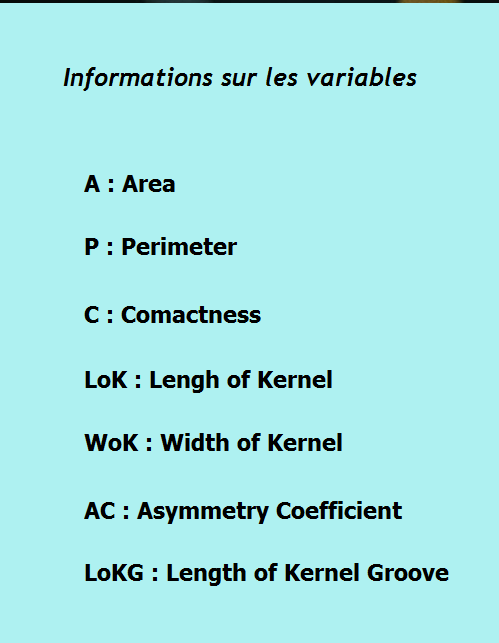 Informations sur les variables
A : Area
P : Perimeter
C : Comactness
LoK : Lengh of Kernel
WoK : Width of Kernel
AC : Asymmetry Coefficient
LoKG : Length of Kernel Groove